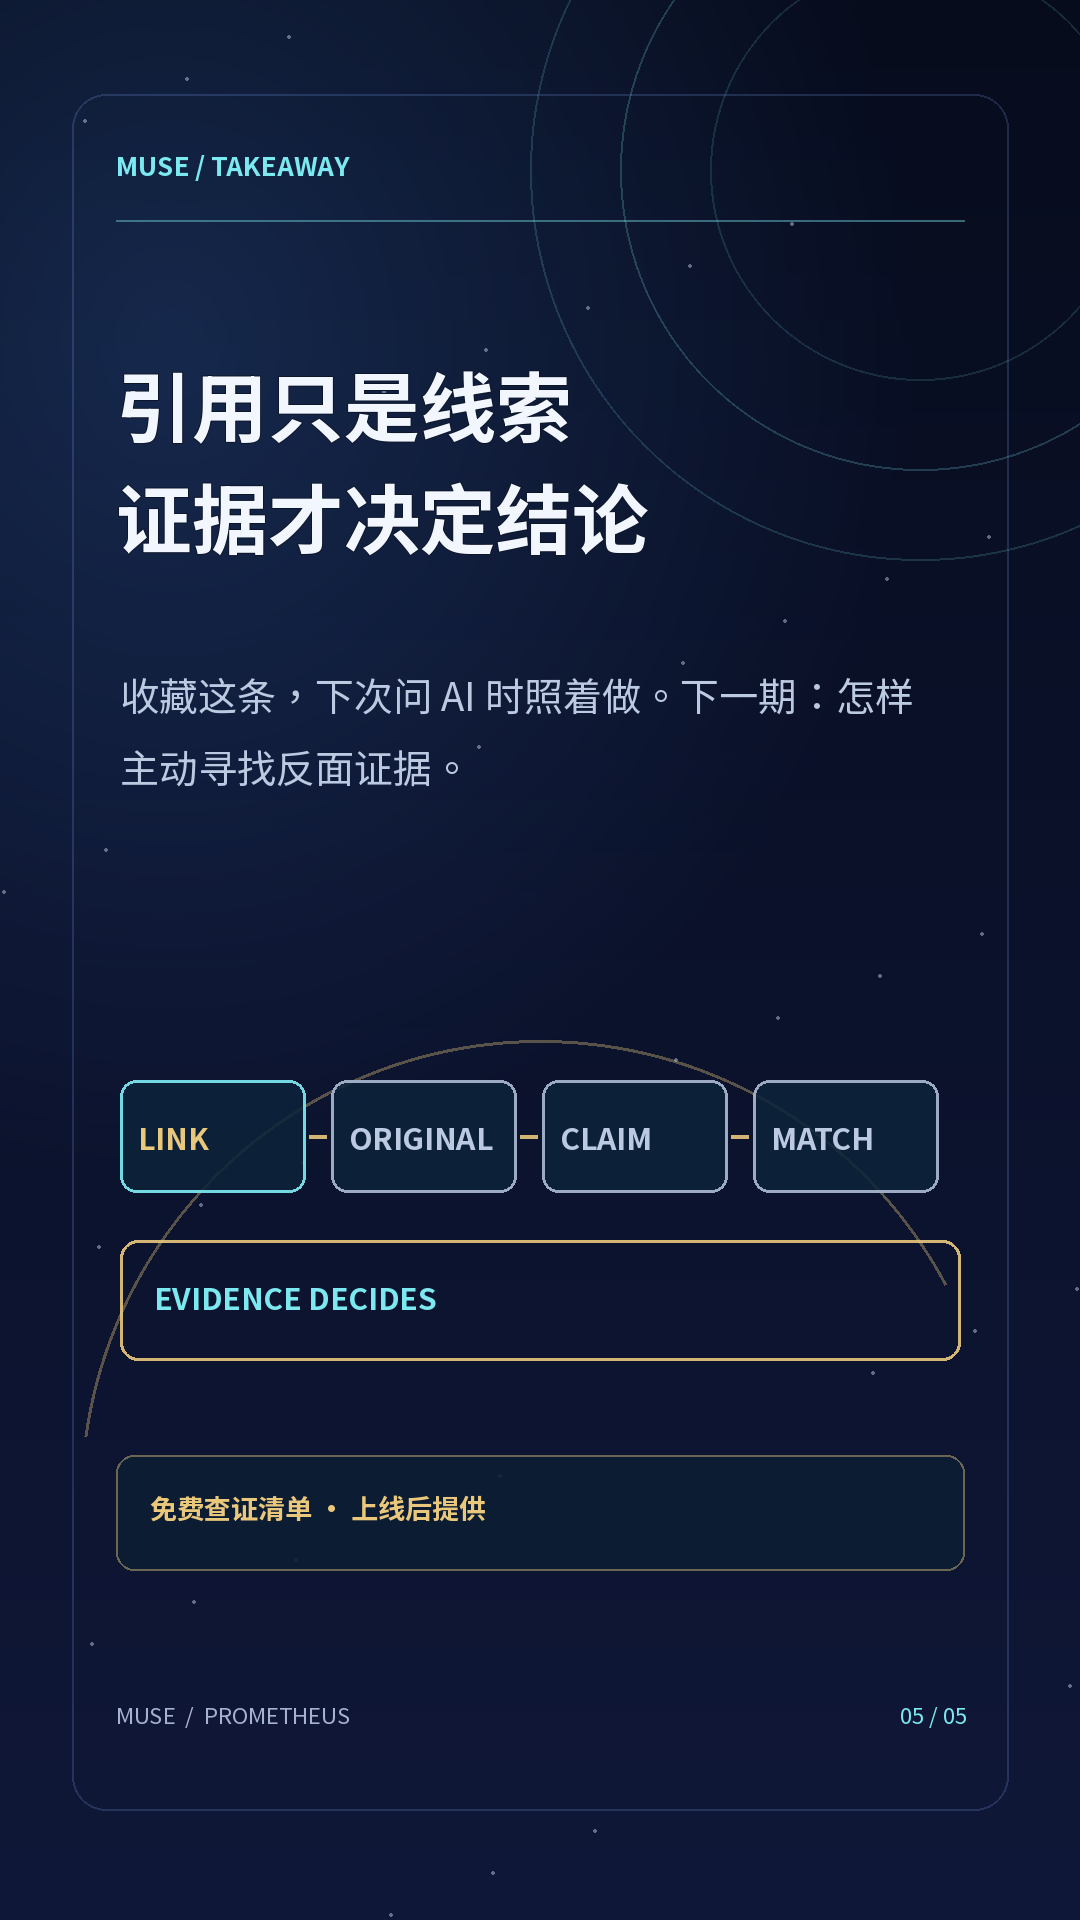 MUSE / TAKEAWAY
引用只是线索
证据才决定结论
收藏这条，下次问 AI 时照着做。下一期：怎样
主动寻找反面证据。
LINK
ORIGINAL
CLAIM
MATCH
EVIDENCE DECIDES
免费查证清单 · 上线后提供
MUSE / PROMETHEUS
05 / 05